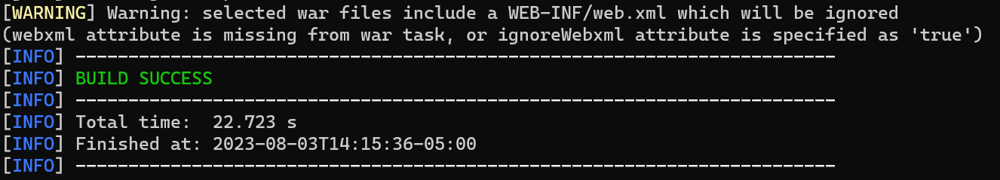 [WARNING] Warning: selected war files include a WEB-INF/web.xml which will be ignored
(webxml attribute is missing from war task, or ignoreWebxml attribute is specified as 'true')
[INFO] ------------------------------------------------------------------------
[INFO] BUILD SUCCESS
[INFO] ------------------------------------------------------------------------
[INFO] Total time:  22.723 s
[INFO] Finished at: 2023-08-03T14:15:36-05:00
[INFO] ------------------------------------------------------------------------